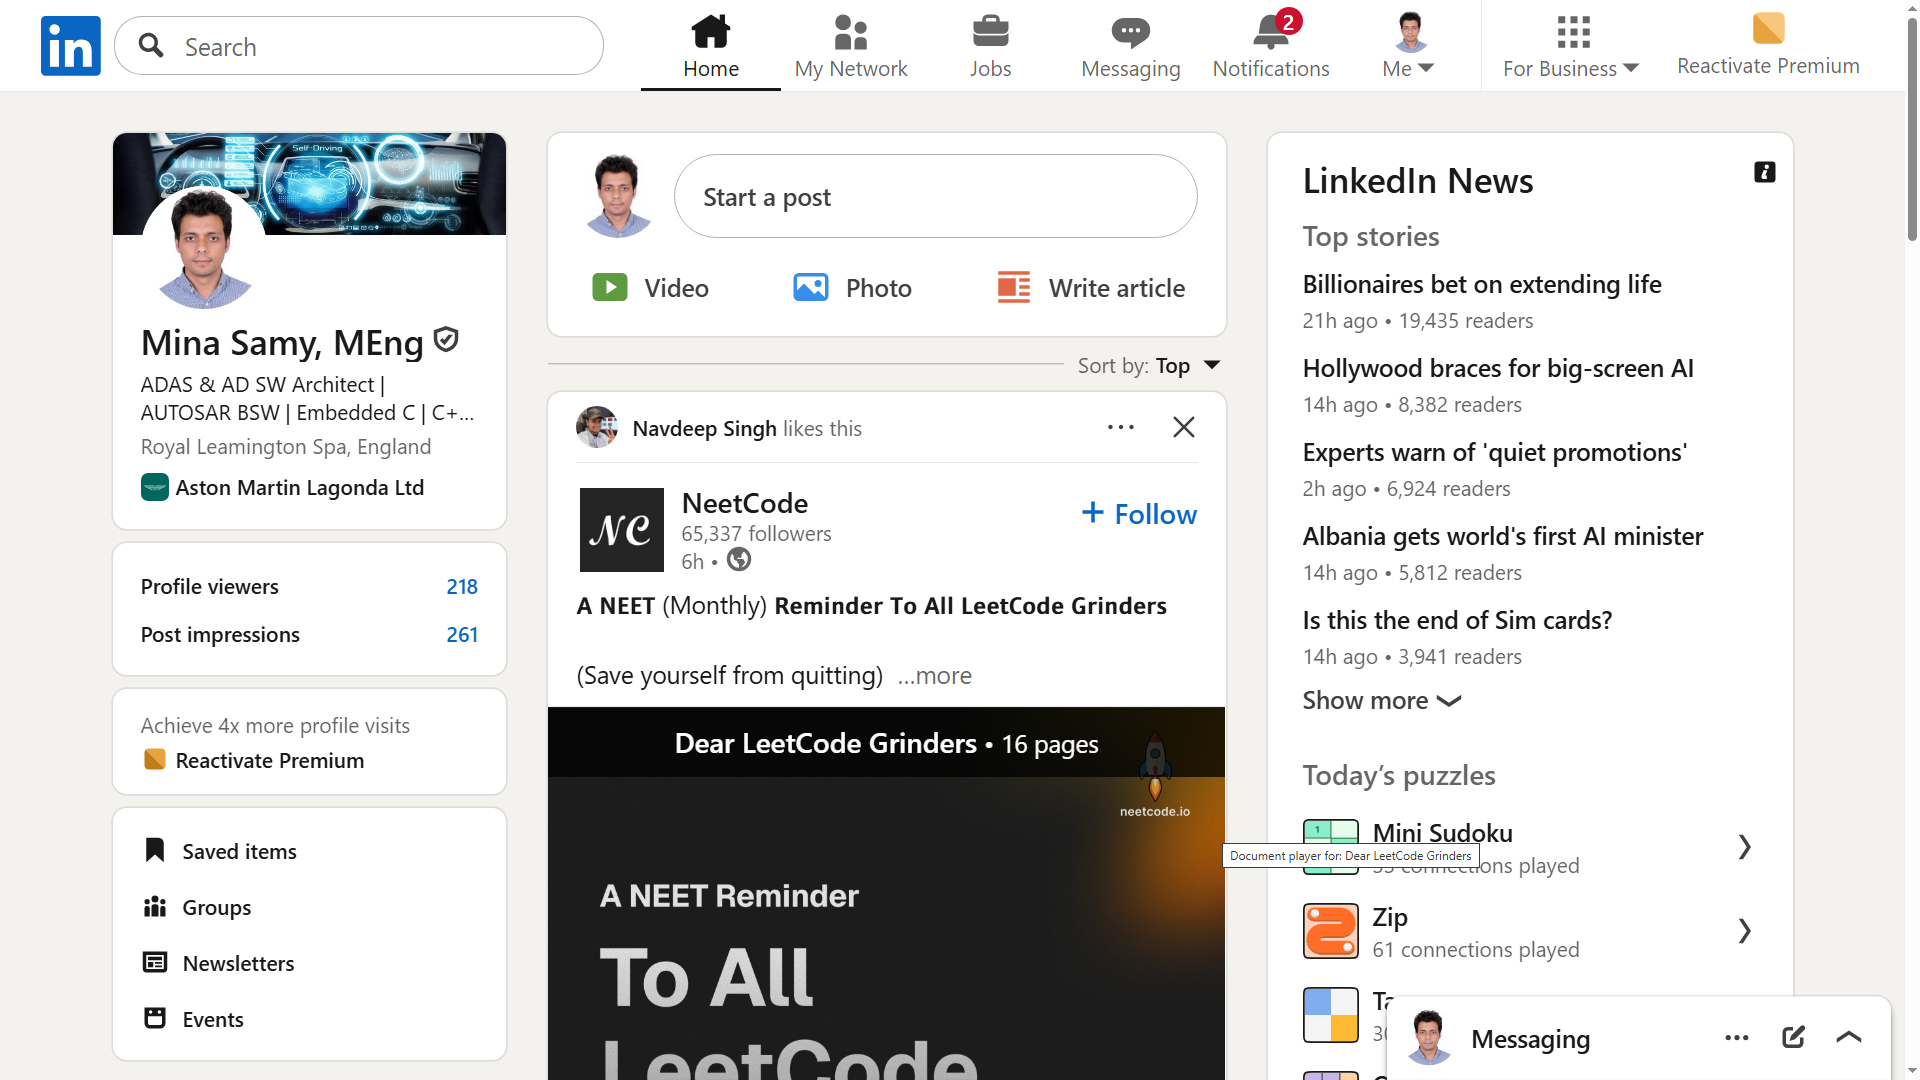 in
Search
Home
My Network
Jobs
Messaging
2
Notifications
Me
For Business
Reactivate Premium
Self-Driving
Mina Samy, MEng
ADAS & AD SW Architect |
AUTOSAR BSW | Embedded C | C+...
Royal Leamington Spa, England
Aston Martin Lagonda Ltd
Profile viewers 218
Post impressions 261
Achieve 4x more profile visits
Reactivate Premium
Saved items
Groups
Newsletters
Events
Start a post
Video
Photo
Write article
Sort by: Top
Navdeep Singh likes this
NC
NeetCode
65,337 followers
6h •
+ Follow
A NEET (Monthly) Reminder To All LeetCode Grinders
(Save yourself from quitting) ...more
Dear LeetCode Grinders • 16 pages
neetcode.io
A NEET Reminder
To All
LeetCode
LinkedIn News
Top stories
Billionaires bet on extending life
21h ago • 19,435 readers
Hollywood braces for big-screen AI
14h ago • 8,382 readers
Experts warn of 'quiet promotions'
2h ago • 6,924 readers
Albania gets world's first AI minister
14h ago • 5,812 readers
Is this the end of Sim cards?
14h ago • 3,941 readers
Show more
Today’s puzzles
1
Mini Sudoku
Document player for: Dear LeetCode Grinders
played
Zip
61 connections played
Messaging